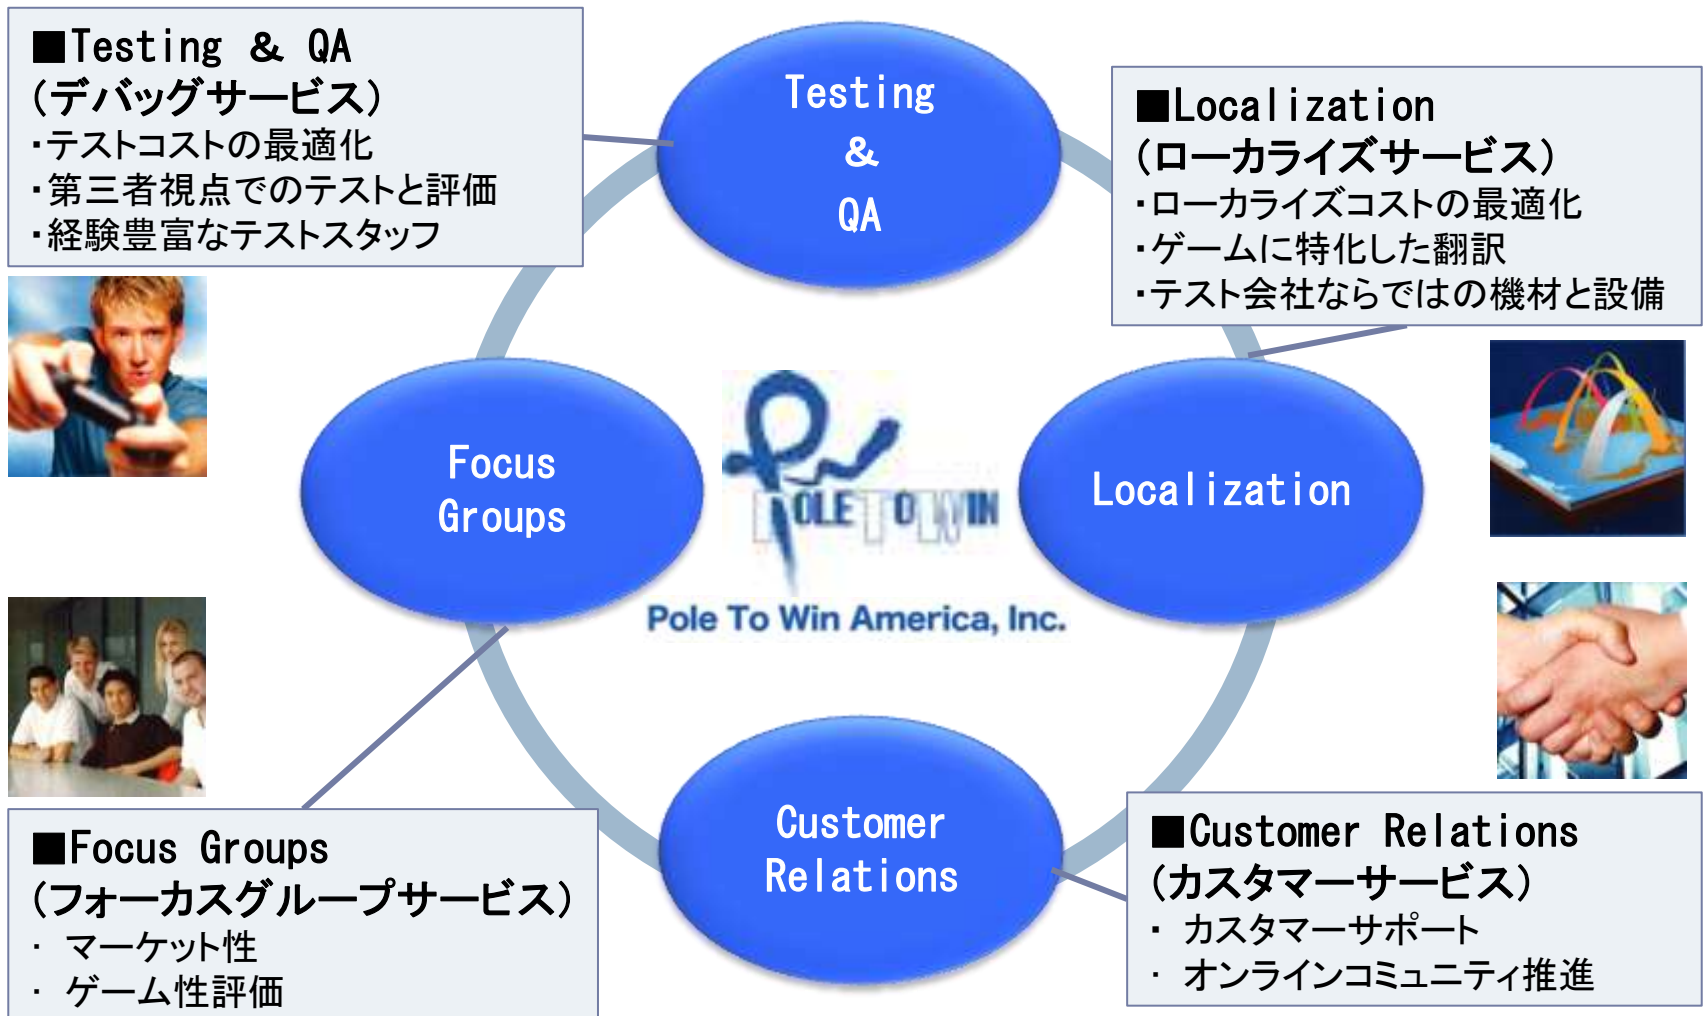 ■Testing & QA
(デバッグサービス)
・テストコストの最適化
・第三者視点でのテストと評価
・経験豊富なテストスタッフ
Testing
&
QA
■Localization
(ローカライズサービス)
・ローカライズコストの最適化
・ゲームに特化した翻訳
・テスト会社ならではの機材と設備
Focus
Groups
POLE TO WIN
Pole To Win America, Inc.
Localization
Customer
Relations
■Focus Groups
(フォーカスグループサービス)
・ マーケット性
・ ゲーム性評価
■Customer Relations
(カスタマーサービス)
・ カスタマーサポート
・ オンラインコミュニティ推進